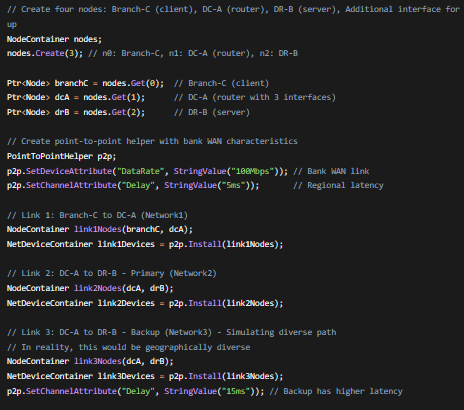 // Create four nodes: Branch-C (client), DC-A (router), DR-B (server), Additional interface for
up
NodeContainer nodes;
nodes.Create(3); // n0: Branch-C, n1: DC-A (router), n2: DR-B
Ptr<Node> branchC = nodes.Get(0); // Branch-C (client)
Ptr<Node> dcA = nodes.Get(1); // DC-A (router with 3 interfaces)
Ptr<Node> drB = nodes.Get(2); // DR-B (server)
// Create point-to-point helper with bank WAN characteristics
PointToPointHelper p2p;
p2p.SetDeviceAttribute("DataRate", StringValue("100Mbps")); // Bank WAN link
p2p.SetChannelAttribute("Delay", StringValue("5ms")); // Regional latency
// Link 1: Branch-C to DC-A (Network1)
NodeContainer link1Nodes(branchC, dcA);
NetDeviceContainer link1Devices = p2p.Install(link1Nodes);
// Link 2: DC-A to DR-B - Primary (Network2)
NodeContainer link2Nodes(dcA, drB);
NetDeviceContainer link2Devices = p2p.Install(link2Nodes);
// Link 3: DC-A to DR-B - Backup (Network3) - Simulating diverse path
// In reality, this would be geographically diverse
NodeContainer link3Nodes(dcA, drB);
NetDeviceContainer link3Devices = p2p.Install(link3Nodes);
p2p.SetChannelAttribute("Delay", StringValue("15ms")); // Backup has higher latency